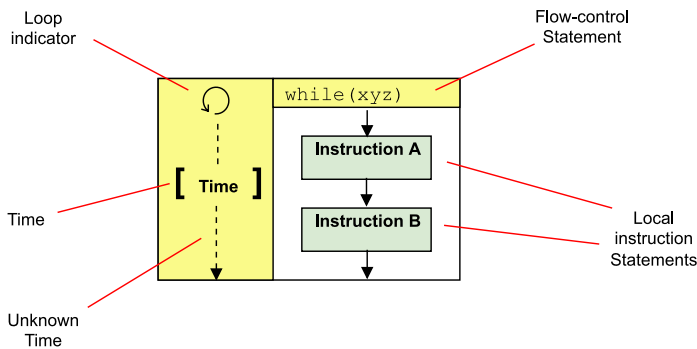 Loop
indicator
Flow-control
Statement
while(xyz)
Instruction A
[ Time ]
Time
Instruction B
Local
instruction
Statements
Unknown
Time